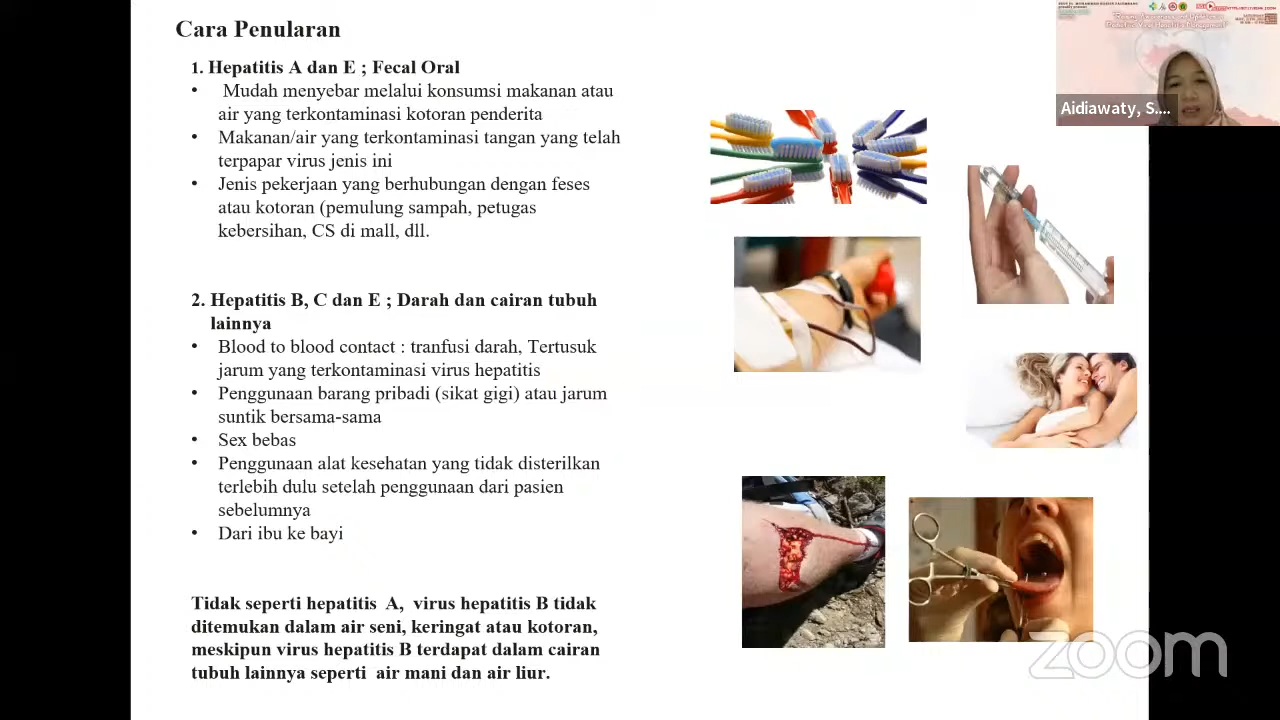 Cara Penularan
1. Hepatitis A dan E ; Fecal Oral
• Mudah menyebar melalui konsumsi makanan atau
air yang terkontaminasi kotoran penderita
• Makanan/air yang terkontaminasi tangan yang telah
terpapar virus jenis ini
• Jenis pekerjaan yang berhubungan dengan feses
atau kotoran (pemulung sampah, petugas
kebersihan, CS di mall, dll.
2. Hepatitis B, C dan E ; Darah dan cairan tubuh
lainnya
• Blood to blood contact : tranfusi darah, Tertusuk
jarum yang terkontaminasi virus hepatitis
• Penggunaan barang pribadi (sikat gigi) atau jarum
suntik bersama-sama
• Sex bebas
• Penggunaan alat kesehatan yang tidak disterilkan
terlebih dulu setelah penggunaan dari pasien
sebelumnya
• Dari ibu ke bayi
Tidak seperti hepatitis A, virus hepatitis B tidak
ditemukan dalam air seni, keringat atau kotoran,
meskipun virus hepatitis B terdapat dalam cairan
tubuh lainnya seperti air mani dan air liur.
Aidiawaty, S....
zoom